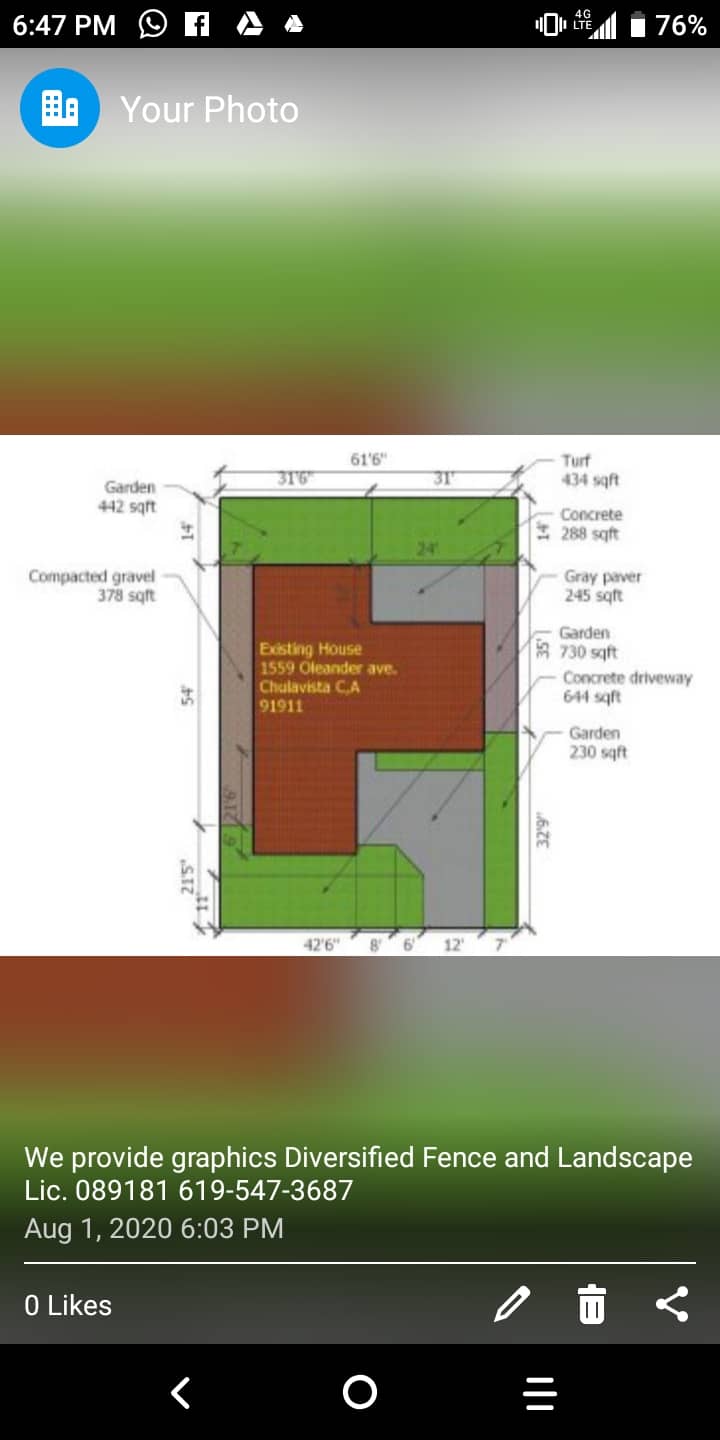 6:47 PM
4G
LTE
76%
Your Photo
61'6"
31'6"
31'
Turf
434 sqft
Garden
442 sqft
14'
14'
Concrete
288 sqft
7'
24'
7'
Compacted gravel
378 sqft
Gray paver
245 sqft
Existing House
1559 Oleander ave.
Chulavista C,A
91911
35'
Garden
730 sqft
Concrete driveway
644 sqft
54'
Garden
230 sqft
21'6"
6'
32'9"
21'5"
11'
42'6"
8'
6'
12'
7'
We provide graphics Diversified Fence and Landscape
Lic. 089181 619-547-3687
Aug 1, 2020 6:03 PM
0 Likes